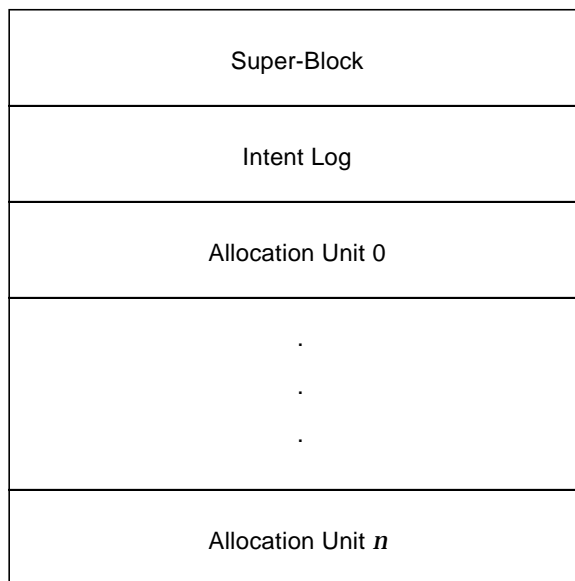 Super-Block
Intent Log
Allocation Unit 0
.
.
.
Allocation Unit n